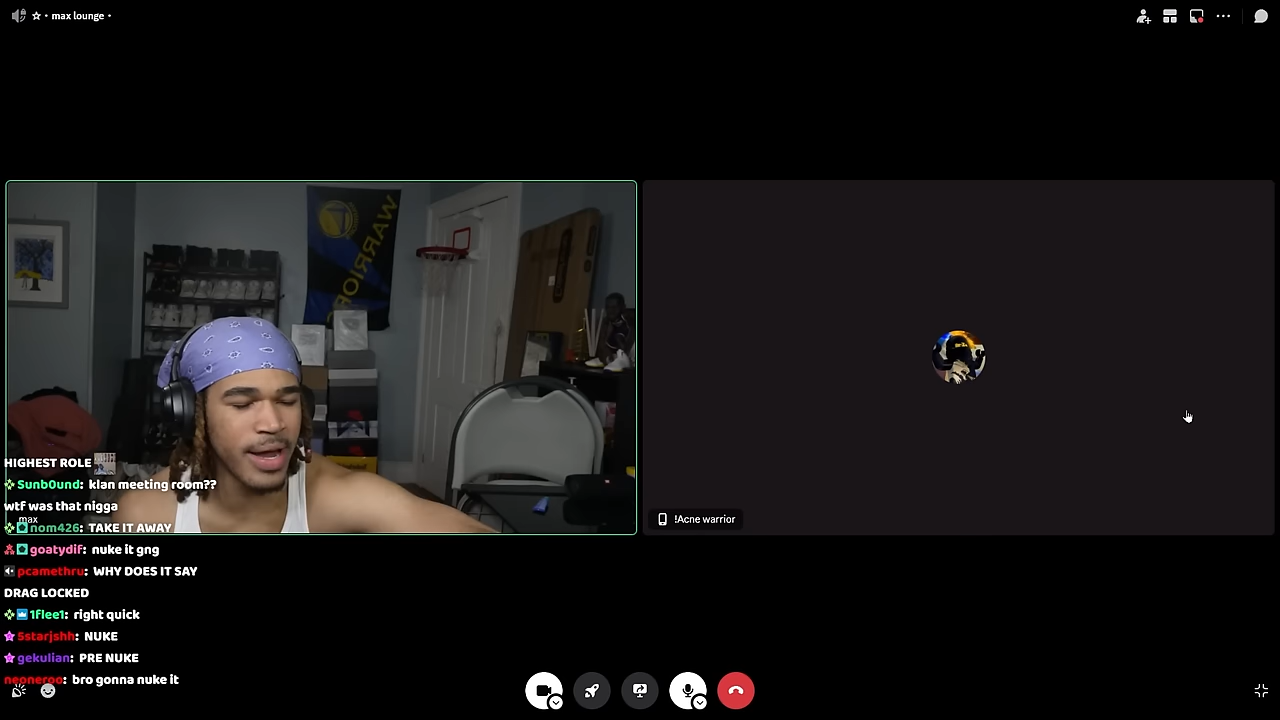 ☆ • max lounge •
WARRIORS
HIGHEST ROLE
Sunb0und: klan meeting room??
wtf was that nigga
max
nom426: TAKE IT AWAY
!Acne warrior
goatydif: nuke it gng
pcamethru: WHY DOES IT SAY
DRAG LOCKED
1flee1: right quick
Sstarjshh: NUKE
gekulian: PRE NUKE
neoneroo: bro gonna nuke it